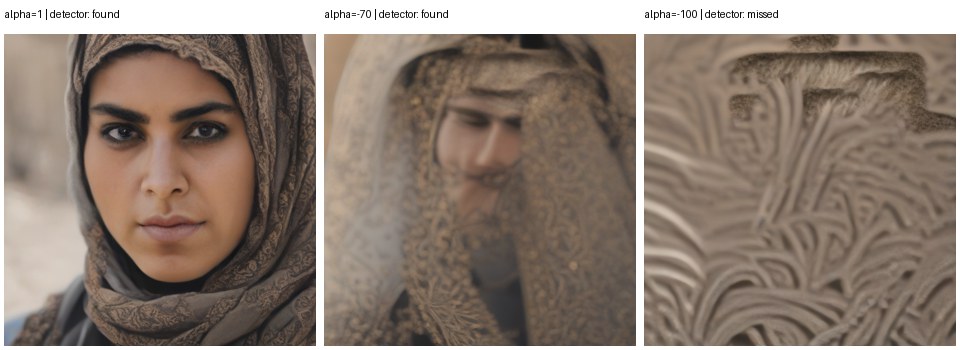 alpha=1 | detector: found
alpha=-70 | detector: found
alpha=-100 | detector: missed